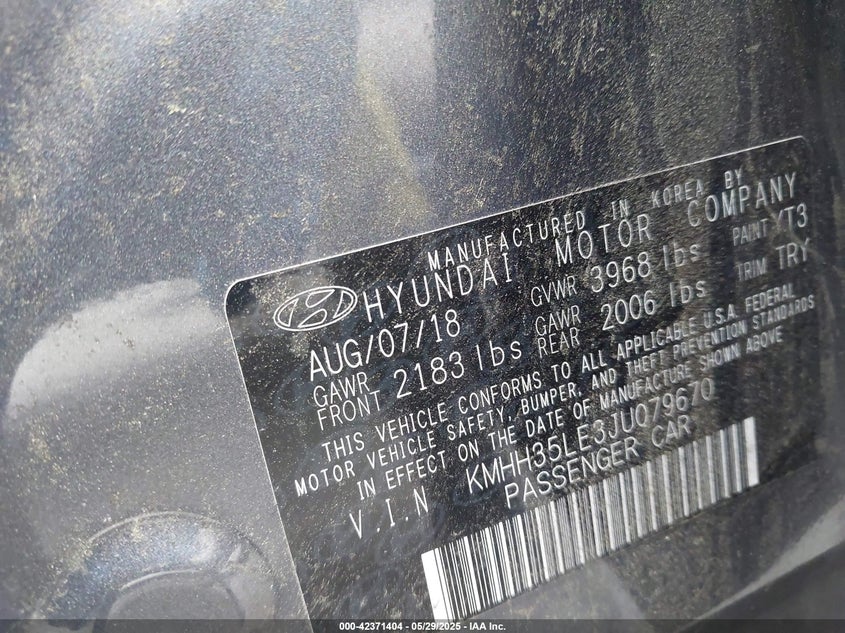 MANUFACTURED IN KOREA BY
HYUNDAI MOTOR COMPANY
AUG/07/18 GVWR 3968 lbs PAINT YT3
GAWR FRONT 2183 lbs GAWR REAR 2006 lbs TRIM TRY
THIS VEHICLE CONFORMS TO ALL APPLICABLE U.S.A. FEDERAL
MOTOR VEHICLE SAFETY, BUMPER, AND THEFT PREVENTION STANDARDS
IN EFFECT ON THE DATE OF MANUFACTURE SHOWN ABOVE
V.I.N KMHH35LE3JU079670
PASSENGER CAR
000-42371404 - 05/29/2025 - IAA Inc.